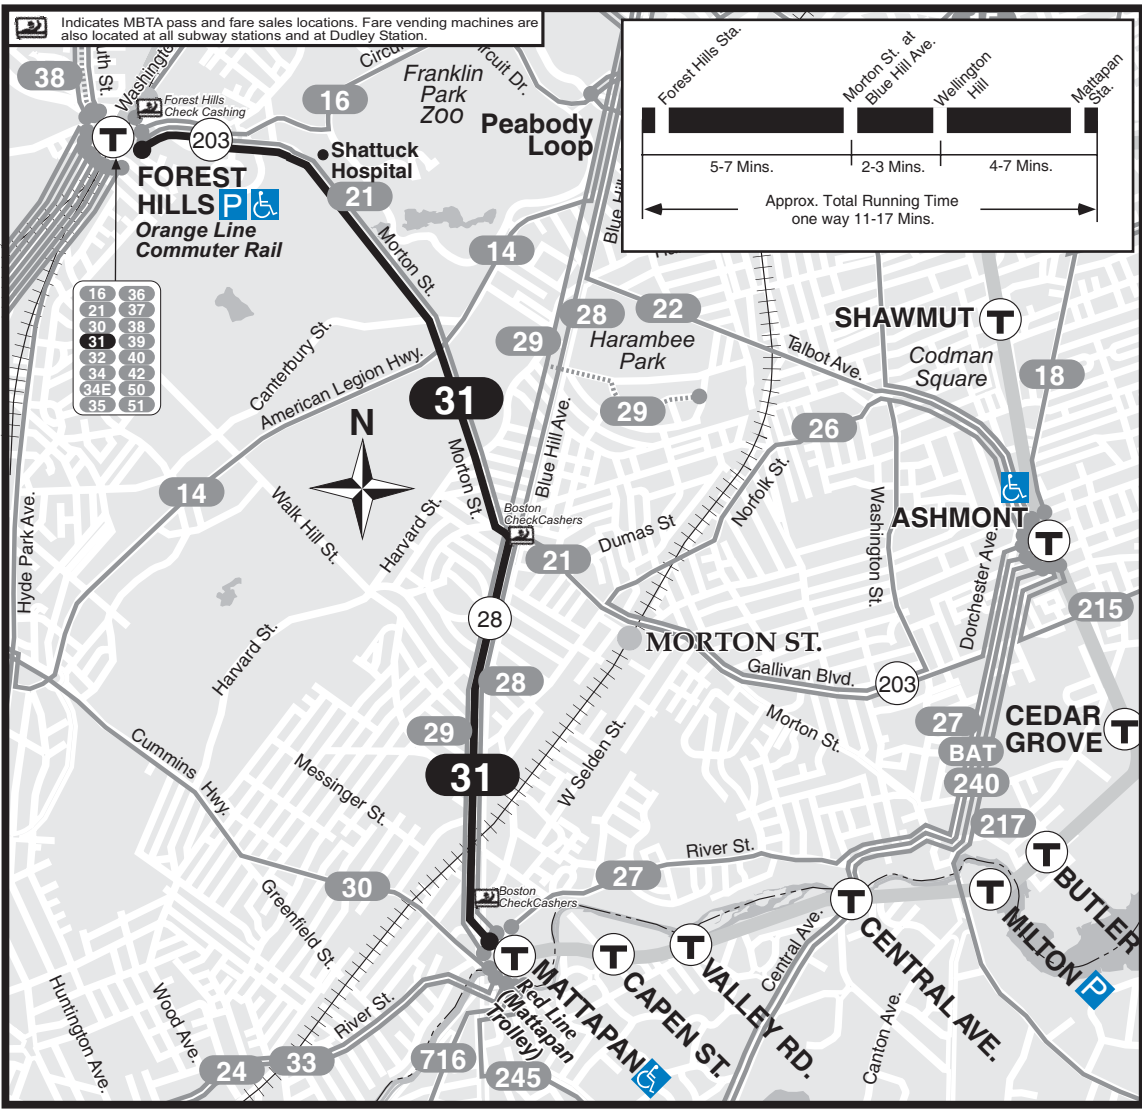 Indicates MBTA pass and fare sales locations. Fare vending machines are
also located at all subway stations and at Dudley Station.
Forest Hills Sta.
Morton St. at
Blue Hill Ave.
Wellington
Hill
Mattapan
Sta.
5-7 Mins.
2-3 Mins.
4-7 Mins.
Approx. Total Running Time
one way 11-17 Mins.
38
Washington
Forest Hills
Check Cashing
16
Franklin
Park
Zoo
Peabody
Loop
T
203
Shattuck
Hospital
FOREST
HILLS P
Orange Line
Commuter Rail
21
Morton St.
14
16 36
21 37
30 38
31 39
32 40
34 42
34E 50
35 51
28
22
29
Harambee
Park
29
SHAWMUT T
Codman
Square
18
Talbot Ave.
Canterbury St.
American Legion Hwy.
31
N
26
Blue Hill Ave.
Morton St.
Norfolk St.
14
Walk Hill St.
Harvard St.
Hyde Park Ave.
Boston
CheckCashers
Dumas St
21
Washington St.
ASHMONT
T
Dorchester Ave.
215
28
MORTON ST.
Gallivan Blvd.
203
Harvard St.
28
29
31
Morton St.
27
BAT
240
217
CEDAR
GROVE T
Cummins
Hwy.
Messinger St.
W Selden St.
River St.
27
30
Boston
CheckCashers
Greenfield St.
T
MATTAPAN
Red Line
(Mattapan
Trolley)
T
CAPEN ST.
T
VALLEY RD.
Central Ave.
T
CENTRAL AVE.
T
MILTON P
T
BUTLER
Canton Ave.
Huntington Ave.
Wood Ave.
River St.
24
33
716
245